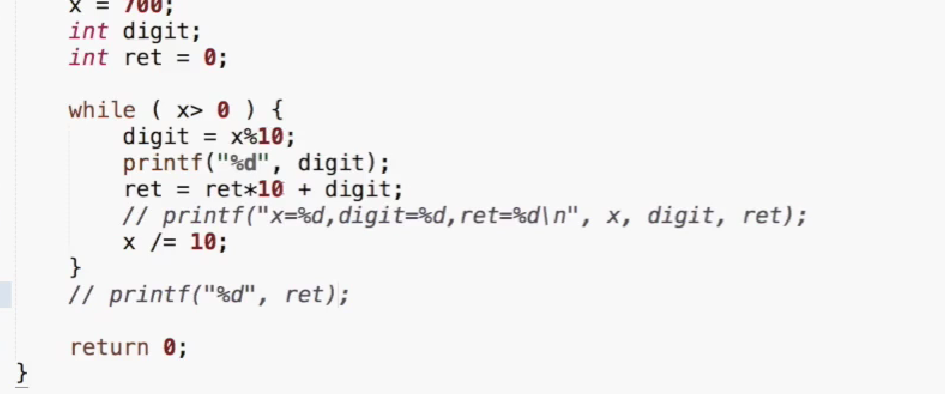 x = 700;
int digit;
int ret = 0;
while ( x> 0 ) {
digit = x%10;
printf("%d", digit);
ret = ret*10 + digit;
// printf("x=%d,digit=%d,ret=%d\n", x, digit, ret);
x /= 10;
}
// printf("%d", ret);
return 0;
}